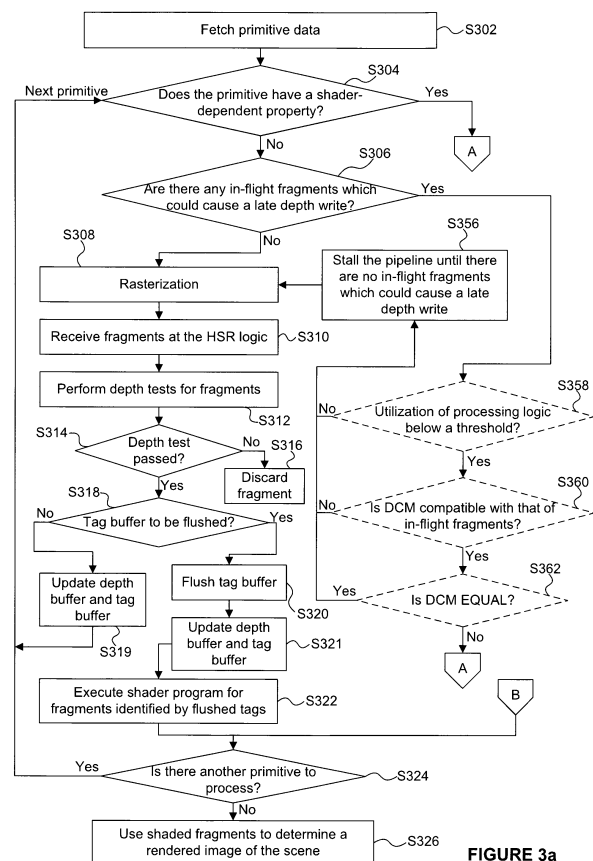 Fetch primitive data
S302
S304
Next primitive
Does the primitive have a shader-
dependent property?
Yes
A
No
S306
Are there any in-flight fragments which
could cause a late depth write?
Yes
No
S308
Rasterization
S356
Stall the pipeline until there
are no in-flight fragments
which could cause a late
depth write
Receive fragments at the HSR logic
S310
Perform depth tests for fragments
S312
S358
No
Utilization of processing logic
below a threshold?
Yes
S314
Depth test
passed?
No
S316
Discard
fragment
Yes
S360
No
Is DCM compatible with that of
in-flight fragments?
Yes
S318
No
Tag buffer to be flushed?
Yes
S362
Yes
Is DCM EQUAL?
No
A
Update depth
buffer and tag
buffer
S319
Flush tag buffer
S320
Update depth
buffer and tag
buffer
S321
Execute shader program for
fragments identified by flushed tags
S322
B
Yes
Is there another primitive to
process?
S324
No
Use shaded fragments to determine a
rendered image of the scene
S326
FIGURE 3a